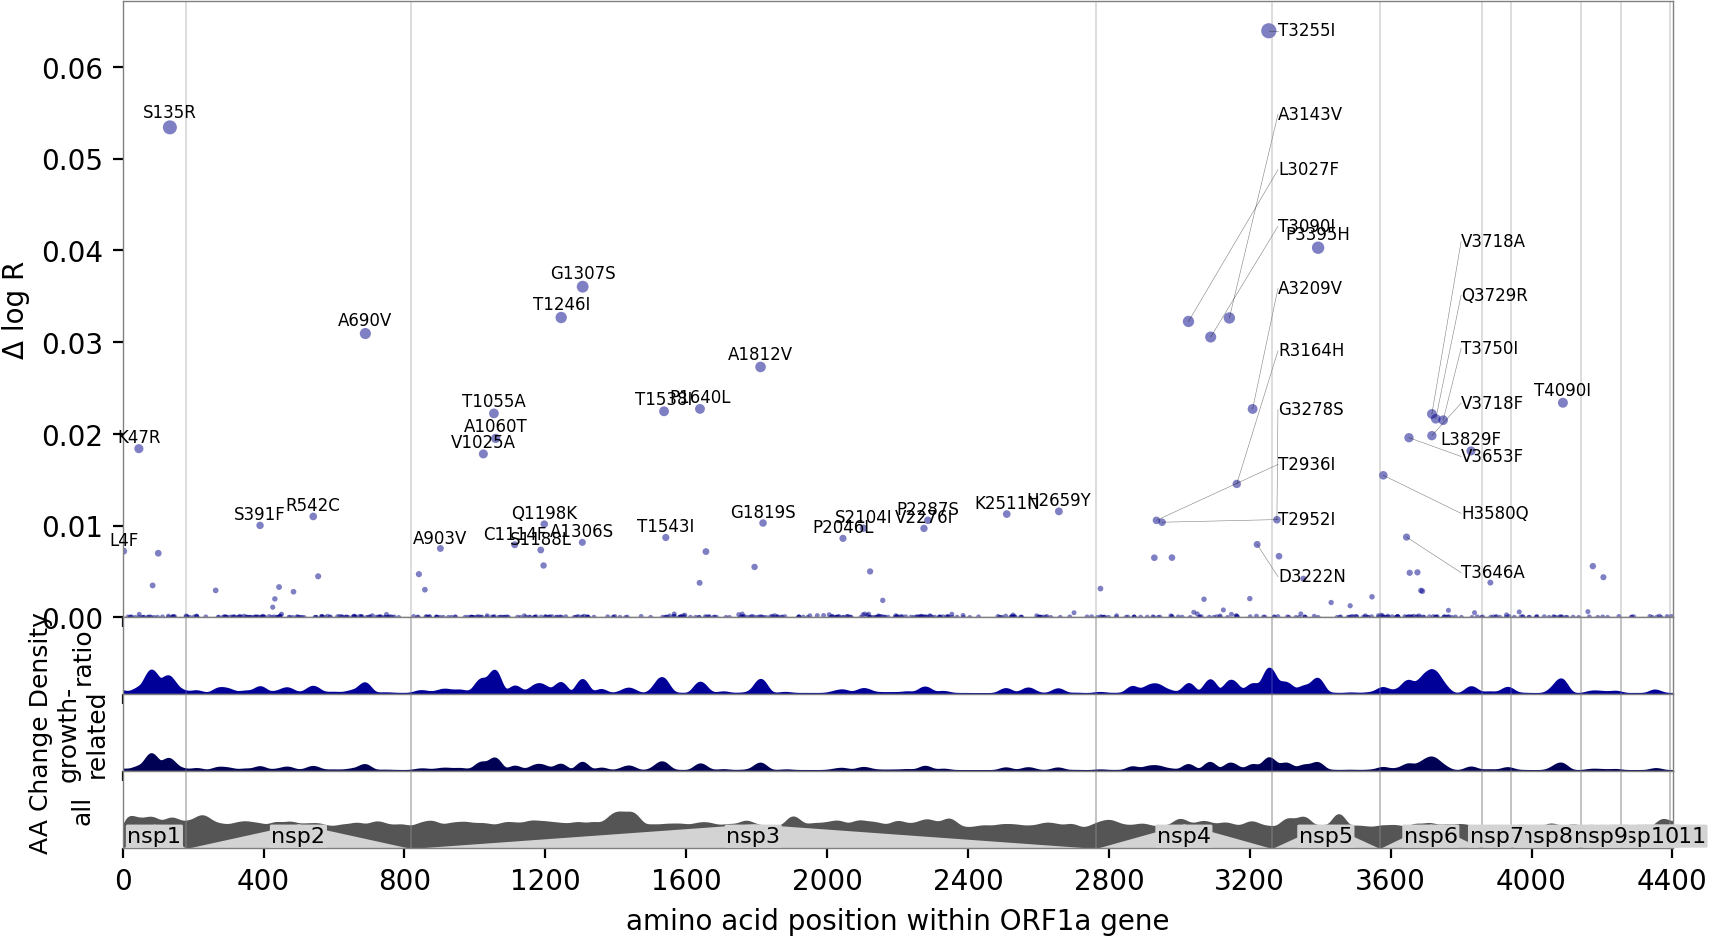 T3255I
0.06
S135R
A3143V
0.05
L3027F
T3090I
P3395H
V3718A
0.04
G1307S
A3209V
Q3729R
T1246I
A690V
0.03
R3164H
T3750I
A1812V
T4090I
T1055A
T1538I
P1640L
G3278S
V3718F
A1060T
K47R
V1025A
0.02
L3829F
V3653F
T2936I
R542C
S391F
Q1198K
G1819S
P2287S
K2511N
H2659Y
T2952I
H3580Q
S2104I
V2276I
T1543I
P2046L
0.01
L4F
A903V
C1114F
S1188L
A1306S
D3222N
T3646A
0.00
Δ log R
AA Change Density
ratio
growth-
related
all
nsp1
nsp2
nsp3
nsp4
nsp5
nsp6
nsp7
nsp8
nsp9
sp1011
0
400
800
1200
1600
2000
2400
2800
3200
3600
4000
4400
amino acid position within ORF1a gene